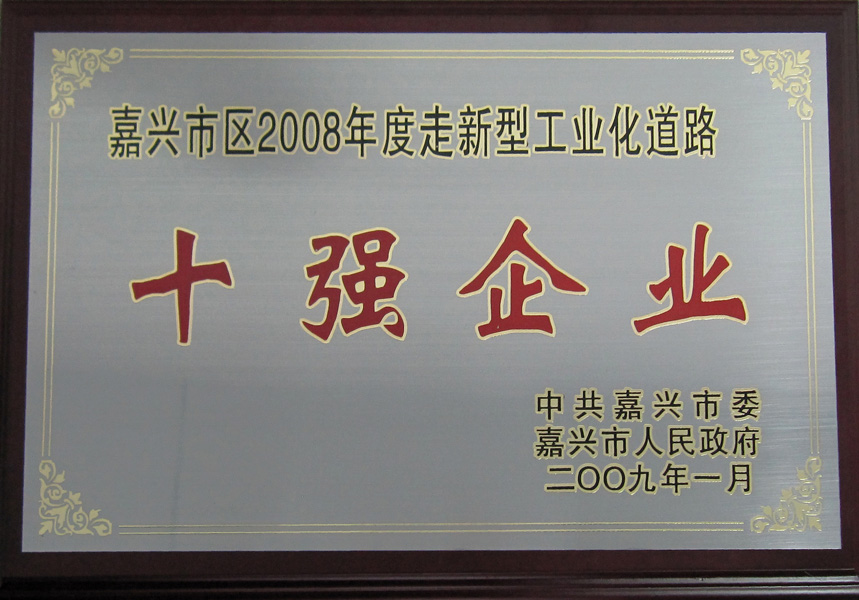 嘉兴市区2008年度走新型工业化道路
十强企业
中共嘉兴市委
嘉兴市人民政府
二〇〇九年一月